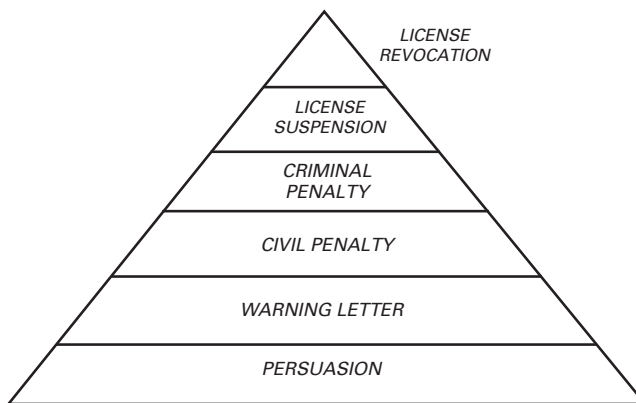 LICENSE
REVOCATION
LICENSE
SUSPENSION
CRIMINAL
PENALTY
CIVIL PENALTY
WARNING LETTER
PERSUASION